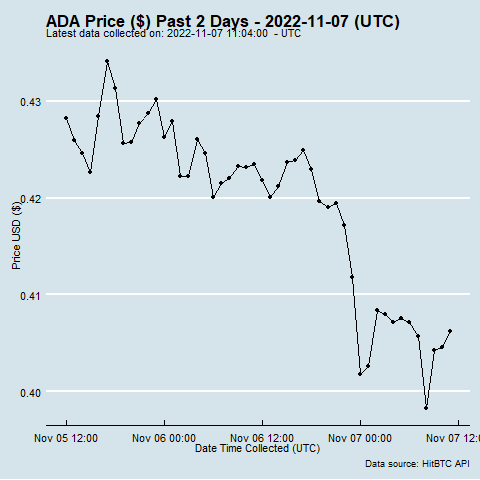 ADA Price ($) Past 2 Days - 2022-11-07 (UTC)
Latest data collected on: 2022-11-07 11:04:00 - UTC
0.43
0.42
0.41
0.40
Price USD ($)
Nov 05 12:00 Nov 06 00:00 Nov 06 12:00 Nov 07 00:00 Nov 07 12:
Date Time Collected (UTC)
Data source: HitBTC API